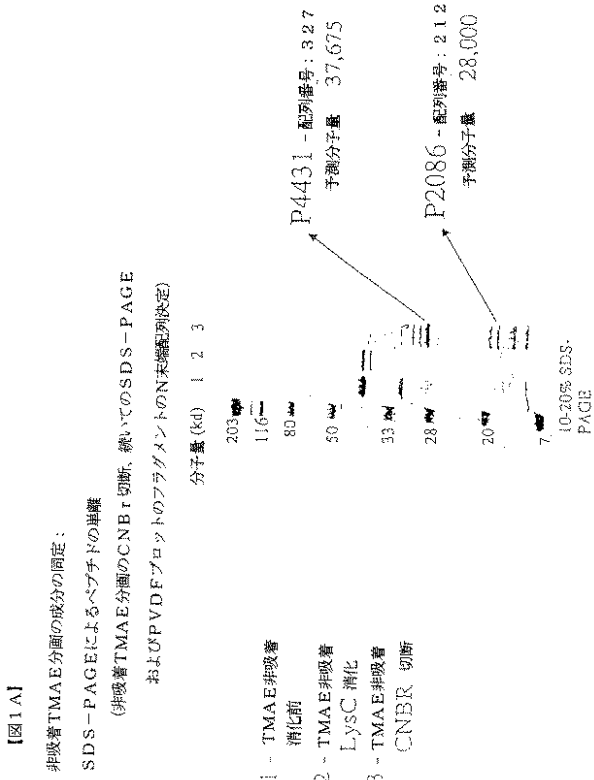 【図1A】
非吸着TMAE分画の成分の同定：
SDS－PAGEによるペプチドの単離
(非吸着TMAE分画のCNBr切断、続いてのSDS－PAGE
およびPVDFブロットのフラグメントのN末端配列決定)
分子量(kd) 1 2 3
203
116
80
50
33
28
20
7
10-20% SDS-
PAGE
P4431 - 配列番号：327
予測分子量 37,675
P2086 - 配列番号：212
予測分子量 28,000
1 - TMAE非吸着
消化前
2 - TMAE非吸着
LysC 消化
3 - TMAE非吸着
CNBR 切断